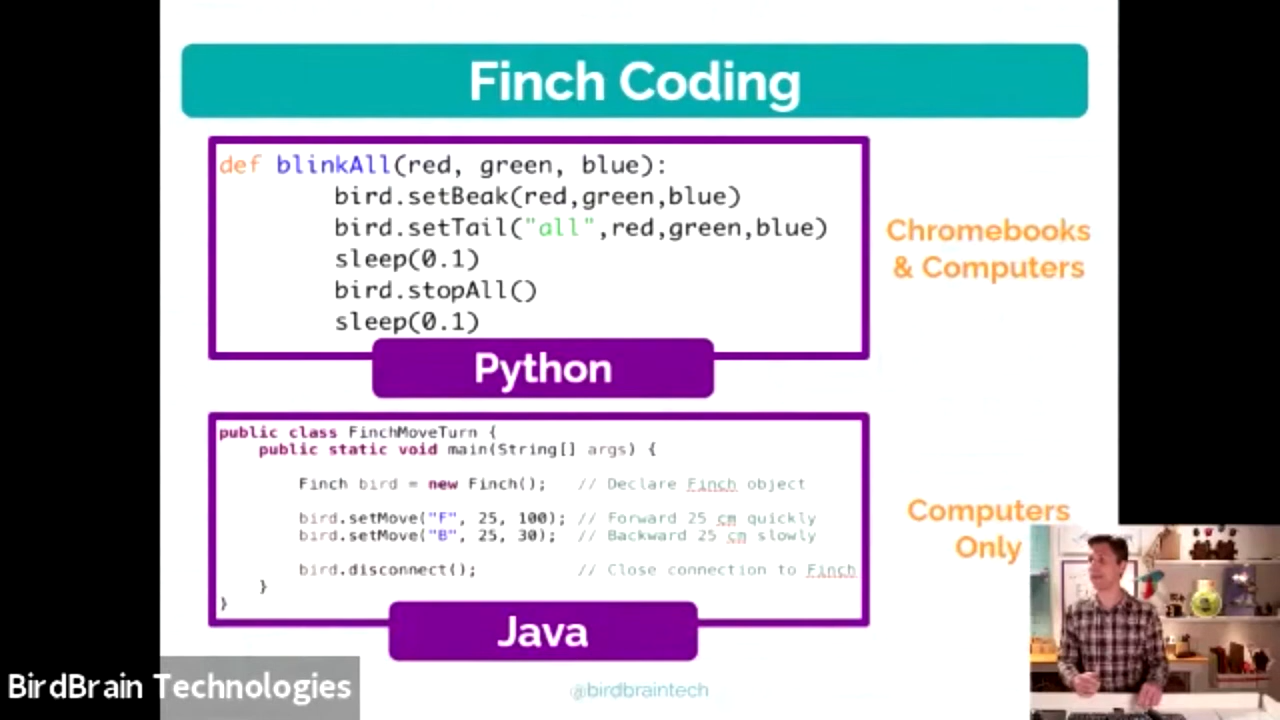 Finch Coding
def blinkAll(red, green, blue):
bird.setBeak(red,green,blue)
bird.setTail("all",red,green,blue)
sleep(0.1)
bird.stopAll()
sleep(0.1)
Python
Chromebooks
& Computers
public class FinchMoveTurn {
public static void main(String[] args) {
Finch bird = new Finch(); // Declare Finch object
bird.setMove("F", 25, 100); // Forward 25 cm quickly
bird.setMove("B", 25, 30); // Backward 25 cm slowly
bird.disconnect(); // Close connection to Finch
}
}
Java
Computers
Only
BirdBrain Technologies
@birdbraintech